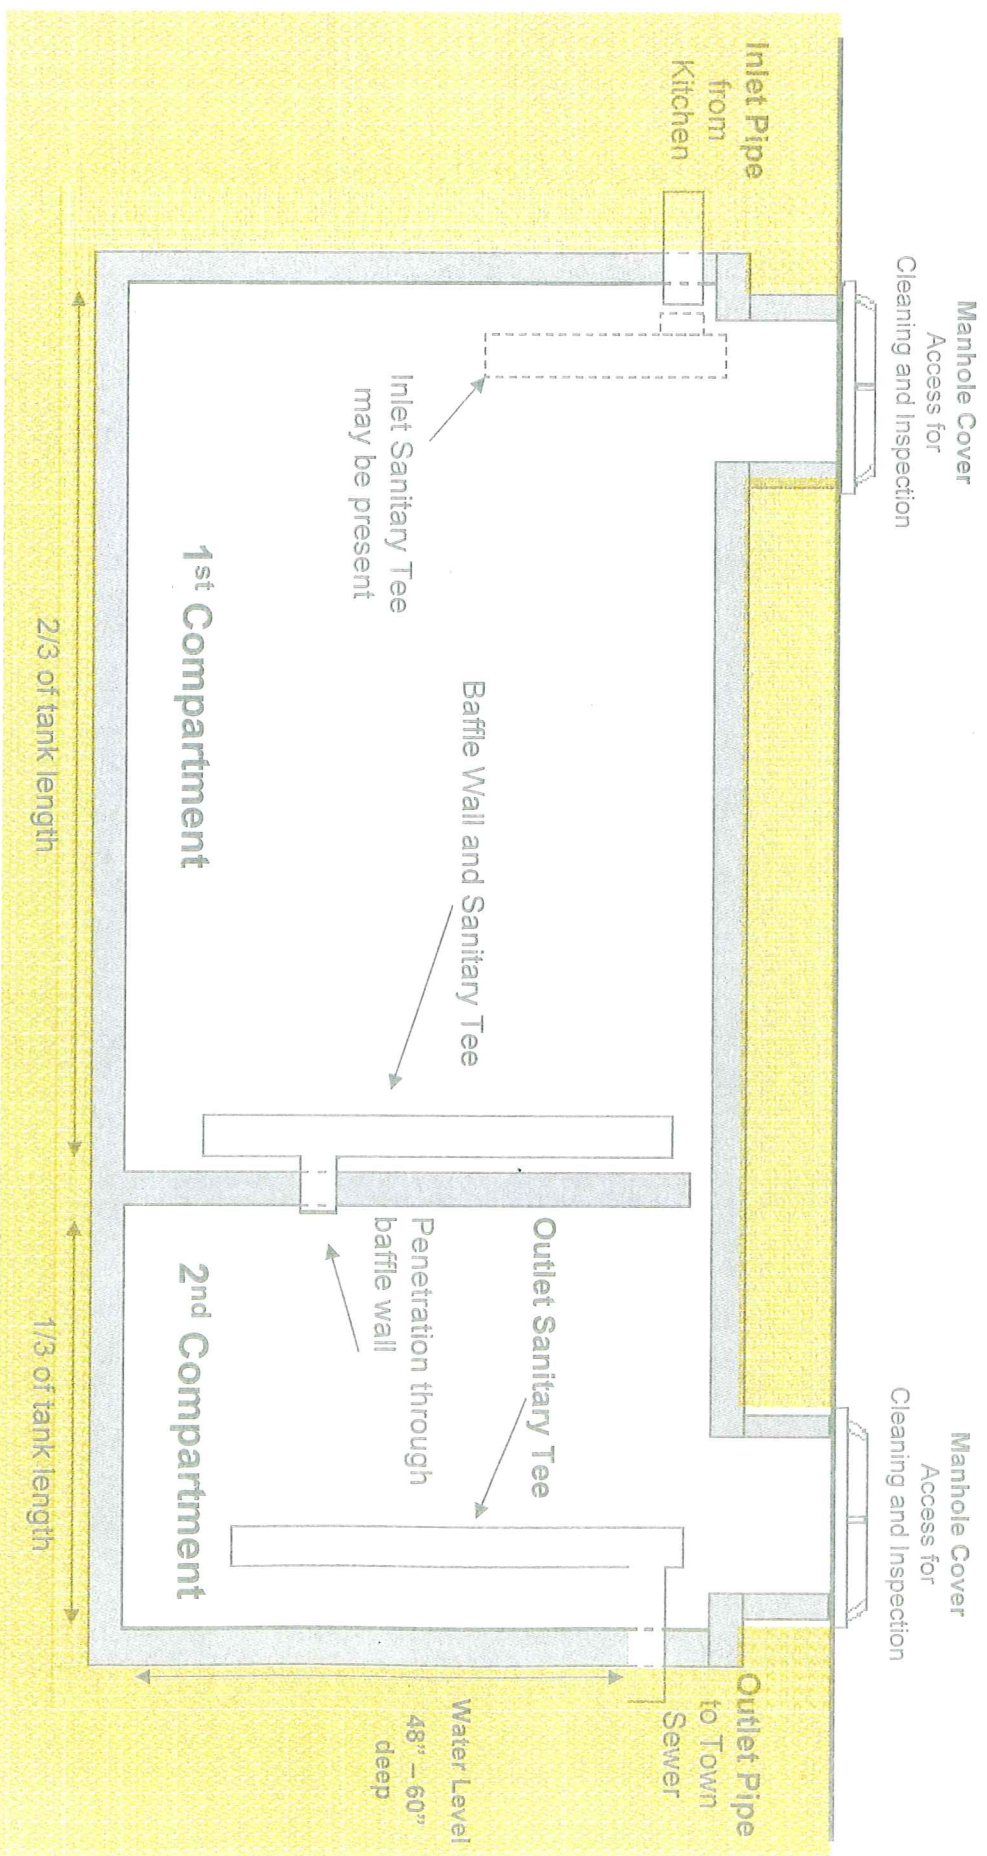 Manhole Cover
Access for
Cleaning and Inspection
Manhole Cover
Access for
Cleaning and Inspection
Inlet Pipe
from
Kitchen
Outlet Pipe
to Town
Sewer
Inlet Sanitary Tee
may be present
Baffle Wall and Sanitary Tee
Outlet Sanitary Tee
Penetration through
baffle wall
Water Level
48” – 60”
deep
1st Compartment
2nd Compartment
2/3 of tank length
1/3 of tank length